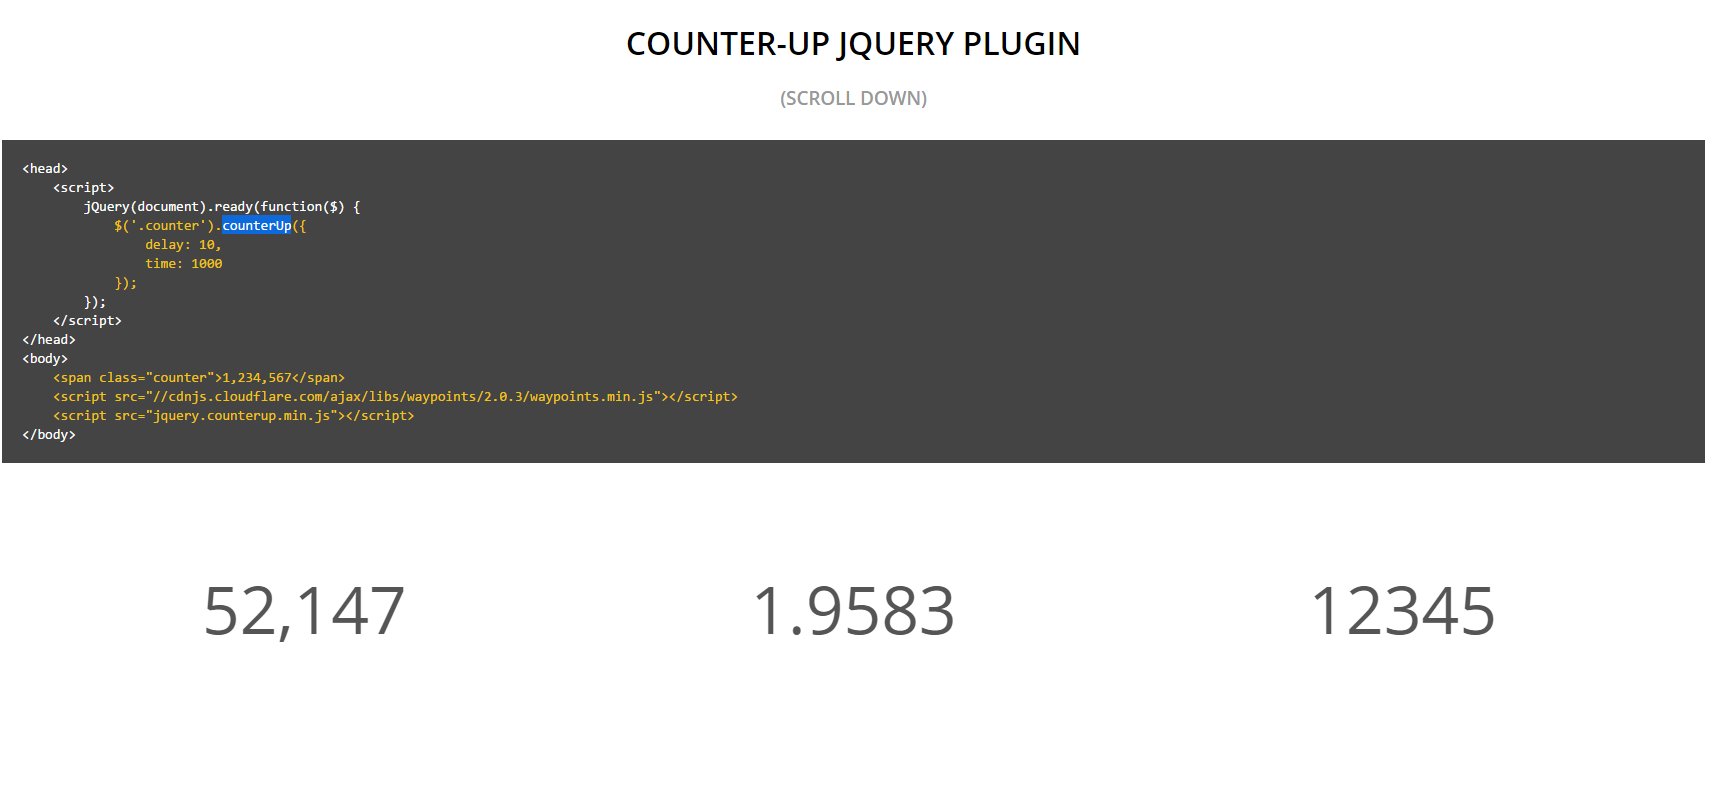 COUNTER-UP JQUERY PLUGIN
(SCROLL DOWN)
<head>
    <script>
        jQuery(document).ready(function($) {
            $('.counter').counterUp({
                delay: 10,
                time: 1000
            });
        });
    </script>
</head>
<body>
    <span class="counter">1,234,567</span>
    <script src="//cdnjs.cloudflare.com/ajax/libs/waypoints/2.0.3/waypoints.min.js"></script>
    <script src="jquery.counterup.min.js"></script>
</body>
52,147 1.9583 12345